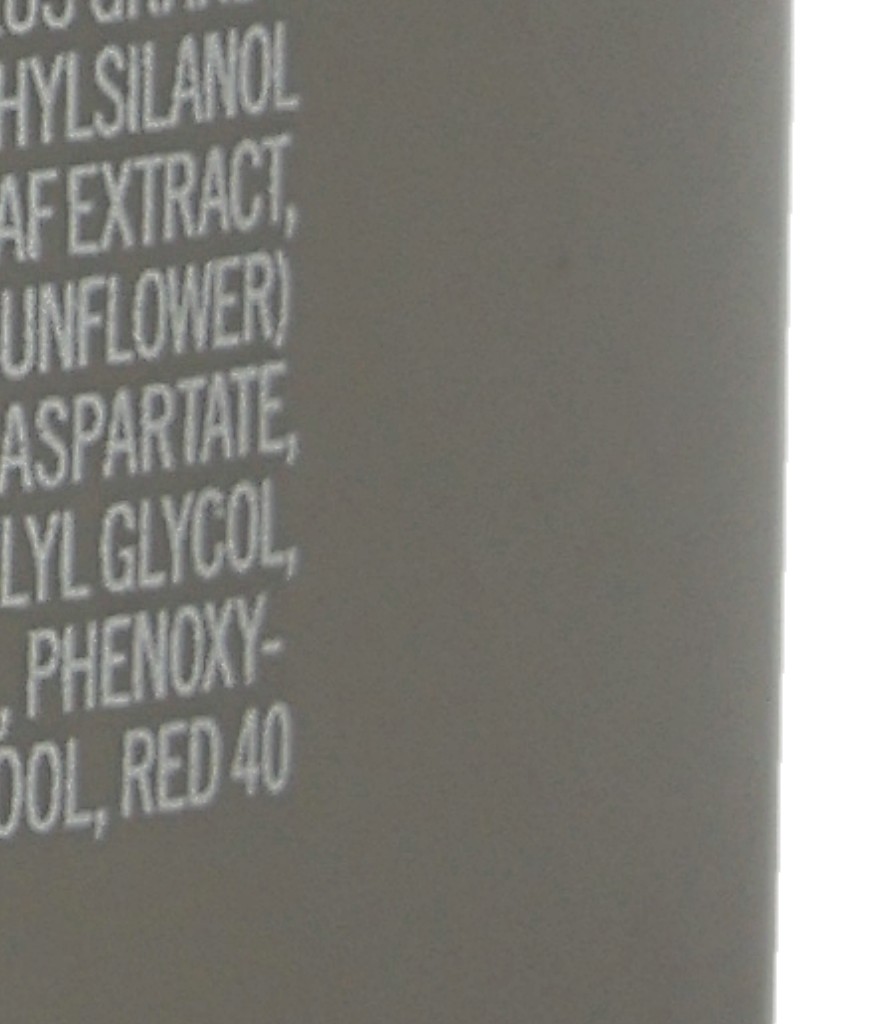 HYLSILANOL
AF EXTRACT,
UNFLOWER)
ASPARTATE,
LYL GLYCOL,
, PHENOXY-
OOL, RED 40